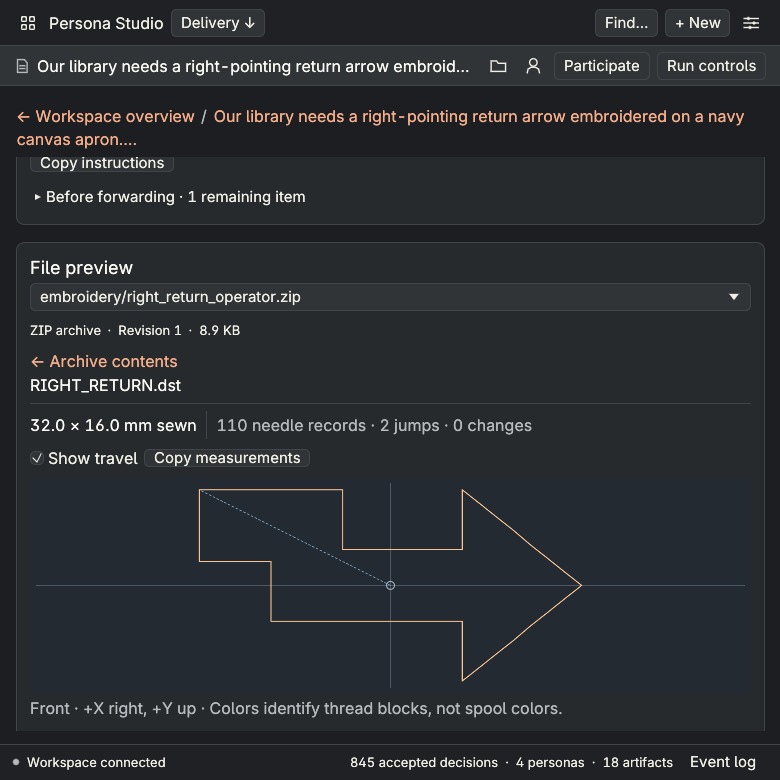 Persona Studio Delivery ↓ Find... + New
Our library needs a right-pointing return arrow embroid... Participate Run controls
← Workspace overview / Our library needs a right-pointing return arrow embroidered on a navy
canvas apron....
Copy instructions
▸ Before forwarding · 1 remaining item
File preview
embroidery/right_return_operator.zip
ZIP archive · Revision 1 · 8.9 KB
← Archive contents
RIGHT_RETURN.dst
32.0 × 16.0 mm sewn 110 needle records · 2 jumps · 0 changes
Show travel Copy measurements
Front · +X right, +Y up · Colors identify thread blocks, not spool colors.
Workspace connected 845 accepted decisions · 4 personas · 18 artifacts Event log